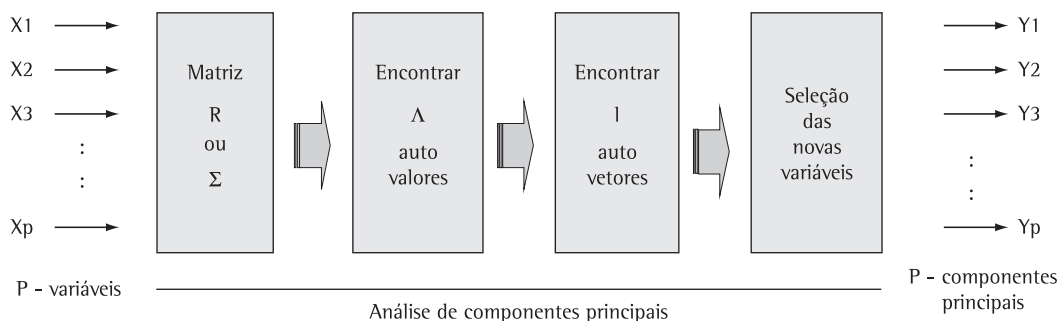 X1
X2
X3
:
:
Xp
P - variáveis
Matriz
R
ou
Σ
Encontrar
Λ
auto
valores
Encontrar
l
auto
vetores
Seleção
das
novas
variáveis
Análise de componentes principais
Y1
Y2
Y3
:
:
Yp
P - componentes
principais